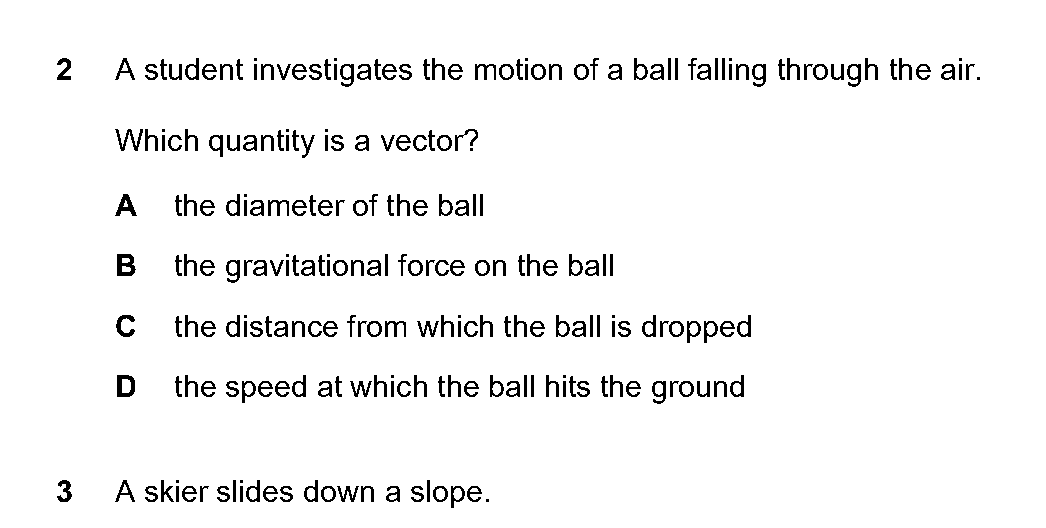 2 A student investigates the motion of a ball falling through the air.
Which quantity is a vector?
A the diameter of the ball
B the gravitational force on the ball
C the distance from which the ball is dropped
D the speed at which the ball hits the ground
3 A skier slides down a slope.